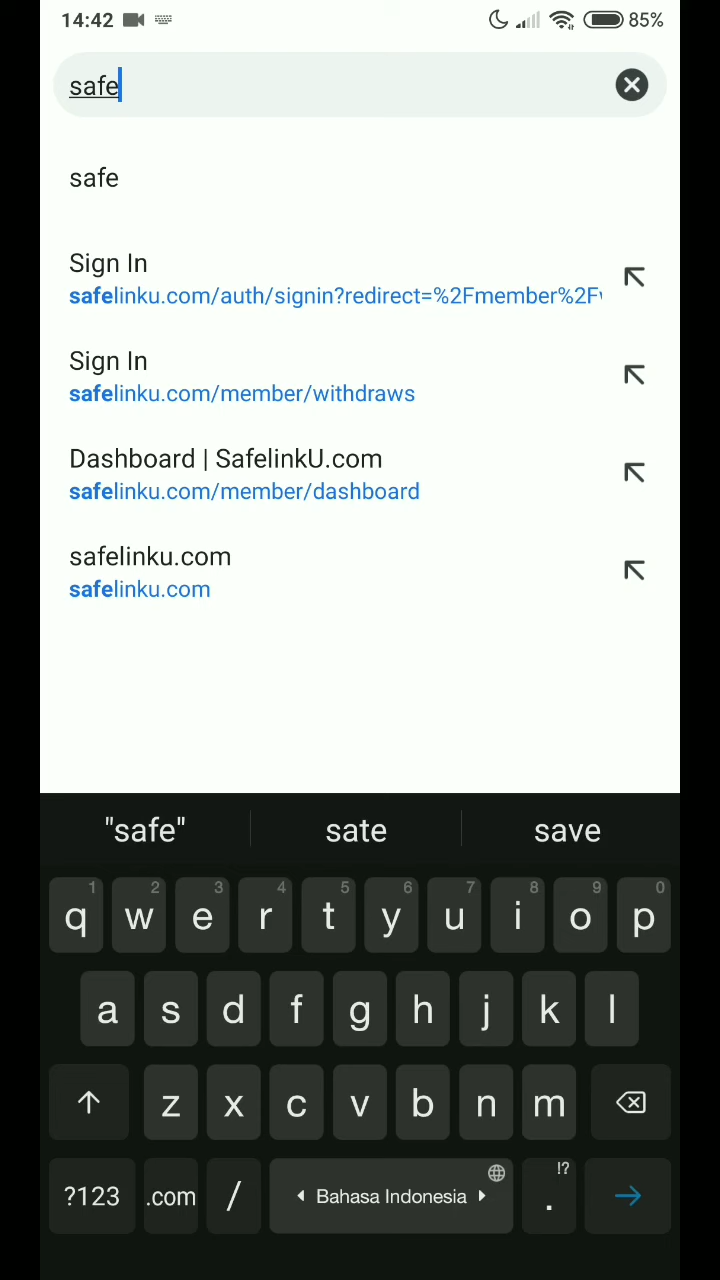 14:42 85%
safe
safe
Sign In
safelinku.com/auth/signin?redirect=%2Fmember%2F
Sign In
safelinku.com/member/withdraws
Dashboard | SafelinkU.com
safelinku.com/member/dashboard
safelinku.com
safelinku.com
"safe" sate save
1 2 3 4 5 6 7 8 9 0
q w e r t y u i o p
a s d f g h j k l
z x c v b n m
!?
?123 .com / Bahasa Indonesia .